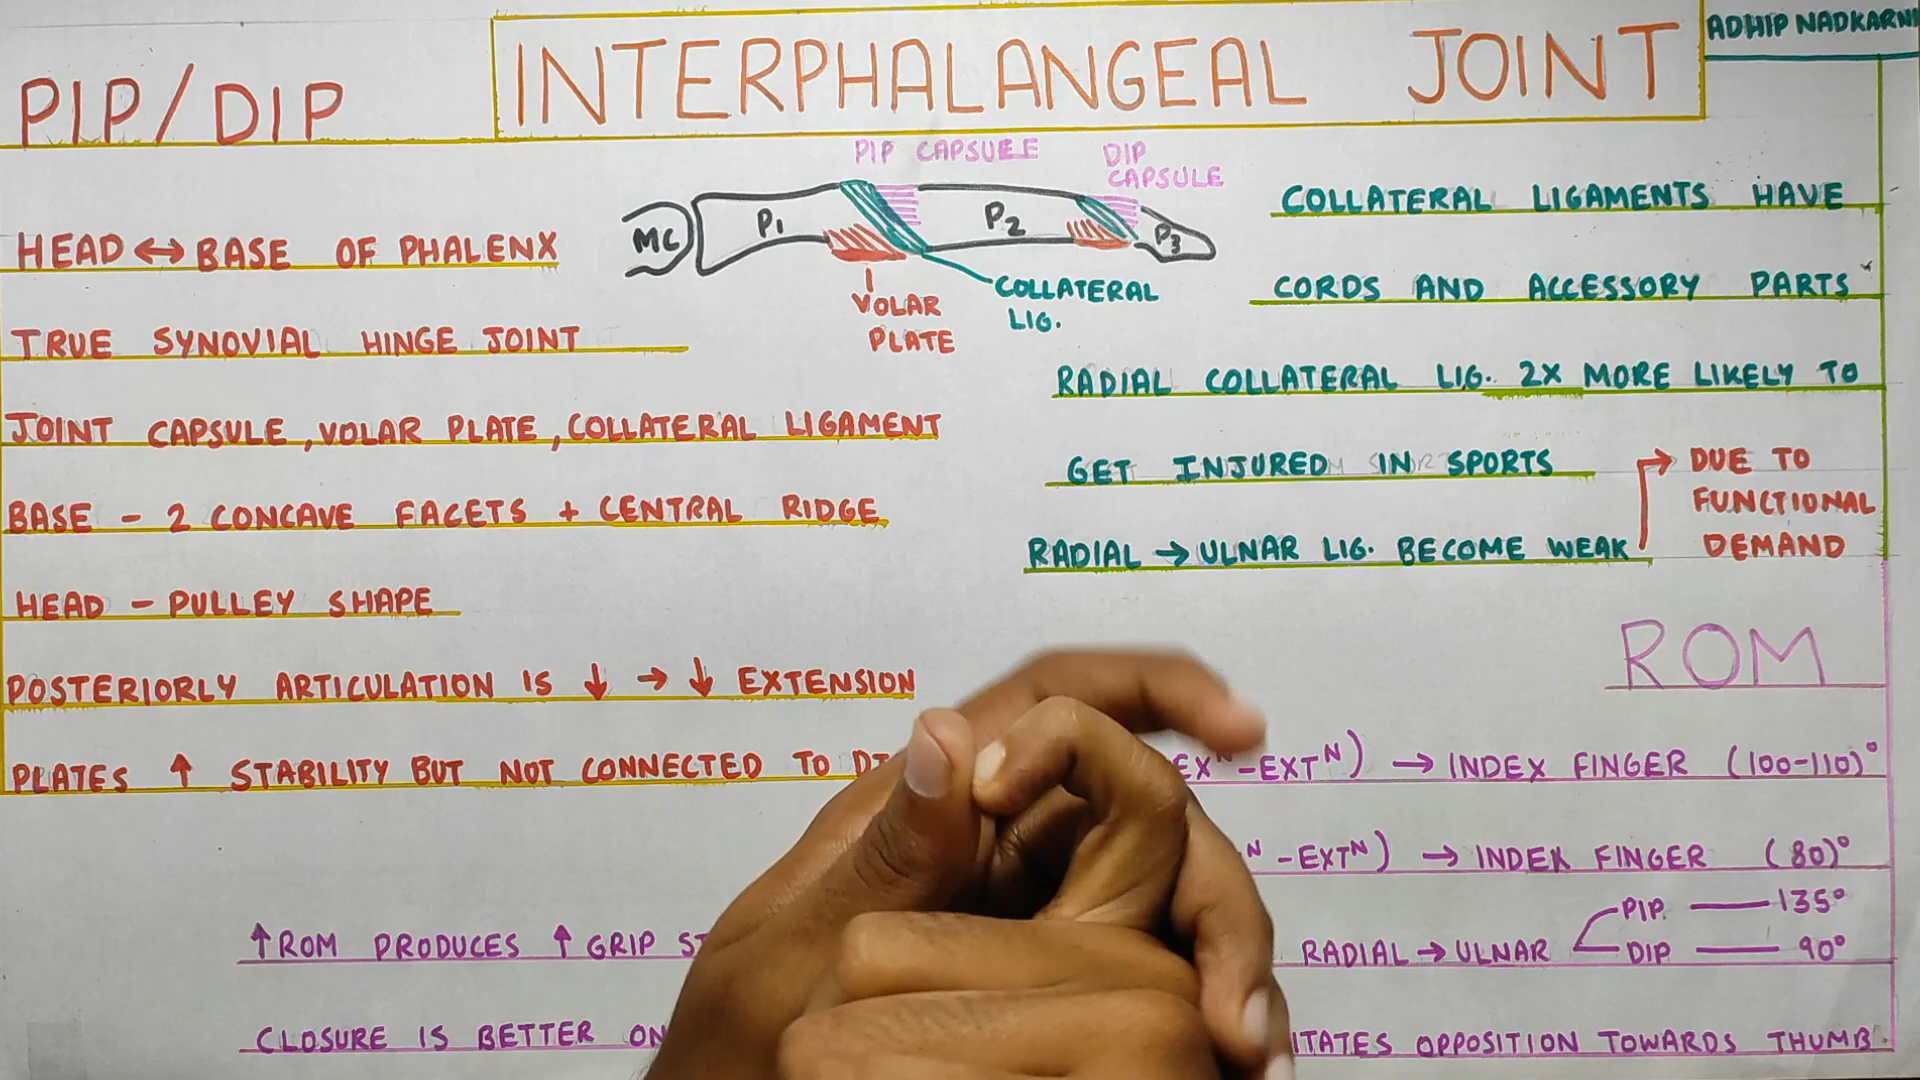 ADHIP NADKARNI
INTERPHALANGEAL JOINT
PIP/DIP
PIP CAPSULE
DIP CAPSULE
MC P1 P2 P3
VOLAR PLATE
COLLATERAL LIG.
HEAD ↔ BASE OF PHALENX
TRUE SYNOVIAL HINGE JOINT
JOINT CAPSULE, VOLAR PLATE, COLLATERAL LIGAMENT
BASE - 2 CONCAVE FACETS + CENTRAL RIDGE
HEAD - PULLEY SHAPE
POSTERIORLY ARTICULATION IS ↓ → ↓ EXTENSION
PLATES ↑ STABILITY BUT NOT CONNECTED TO
COLLATERAL LIGAMENTS HAVE
CORDS AND ACCESSORY PARTS
RADIAL COLLATERAL LIG. 2X MORE LIKELY TO
GET INJURED IN SPORTS
RADIAL → ULNAR LIG. BECOME WEAK
DUE TO
FUNCTIONAL
DEMAND
ROM
-EXTN) → INDEX FINGER (100-110)°
-EXTN) → INDEX FINGER (80)°
RADIAL → ULNAR
PIP — 135°
DIP — 90°
↑ROM PRODUCES ↑ GRIP
CLOSURE IS BETTER
OPPOSITION TOWARDS THUMB.